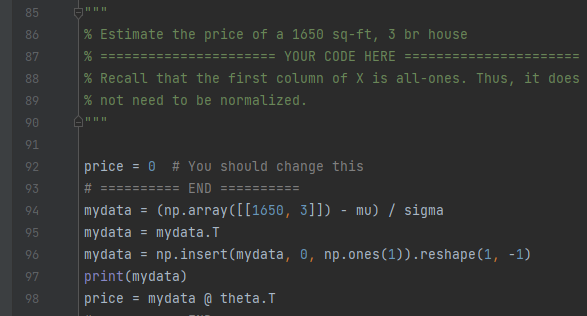 85 """
86 % Estimate the price of a 1650 sq-ft, 3 br house
87 % ====================== YOUR CODE HERE ======================
88 % Recall that the first column of X is all-ones. Thus, it does
89 % not need to be normalized.
90 """
91
92 price = 0  # You should change this
93 # ========== END ==========
94 mydata = (np.array([[1650, 3]]) - mu) / sigma
95 mydata = mydata.T
96 mydata = np.insert(mydata, 0, np.ones(1)).reshape(1, -1)
97 print(mydata)
98 price = mydata @ theta.T